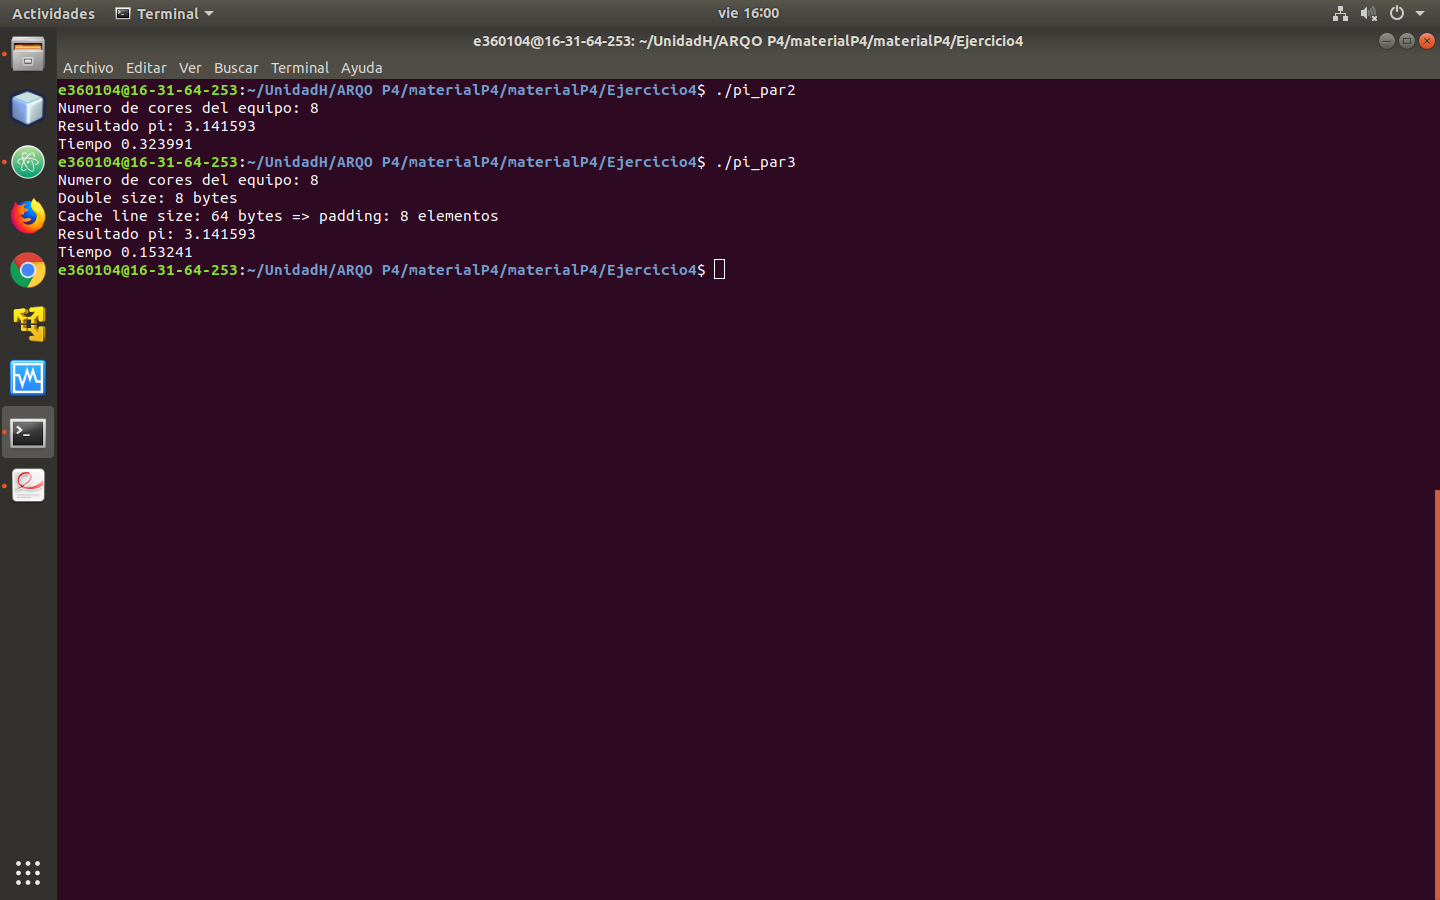 Actividades Terminal vie 16:00
e360104@16-31-64-253: ~/UnidadH/ARQO P4/materialP4/materialP4/Ejercicio4
Archivo Editar Ver Buscar Terminal Ayuda
e360104@16-31-64-253:~/UnidadH/ARQO P4/materialP4/materialP4/Ejercicio4$ ./pi_par2
Numero de cores del equipo: 8
Resultado pi: 3.141593
Tiempo 0.323991
e360104@16-31-64-253:~/UnidadH/ARQO P4/materialP4/materialP4/Ejercicio4$ ./pi_par3
Numero de cores del equipo: 8
Double size: 8 bytes
Cache line size: 64 bytes => padding: 8 elementos
Resultado pi: 3.141593
Tiempo 0.153241
e360104@16-31-64-253:~/UnidadH/ARQO P4/materialP4/materialP4/Ejercicio4$